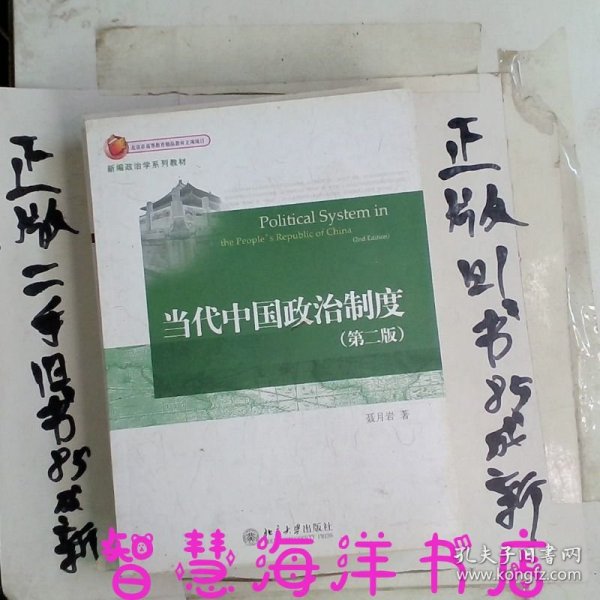 北京市高等教育精品教材立项项目
新编政治学系列教材
Political System in
the People's Republic of China
(2nd Edition)
当代中国政治制度
(第二版)
聂月岩 著
北京大学出版社
正版二手旧书85成新
正版旧书85成新
智慧海洋书店
孔夫子旧书网
www.kongfz.com